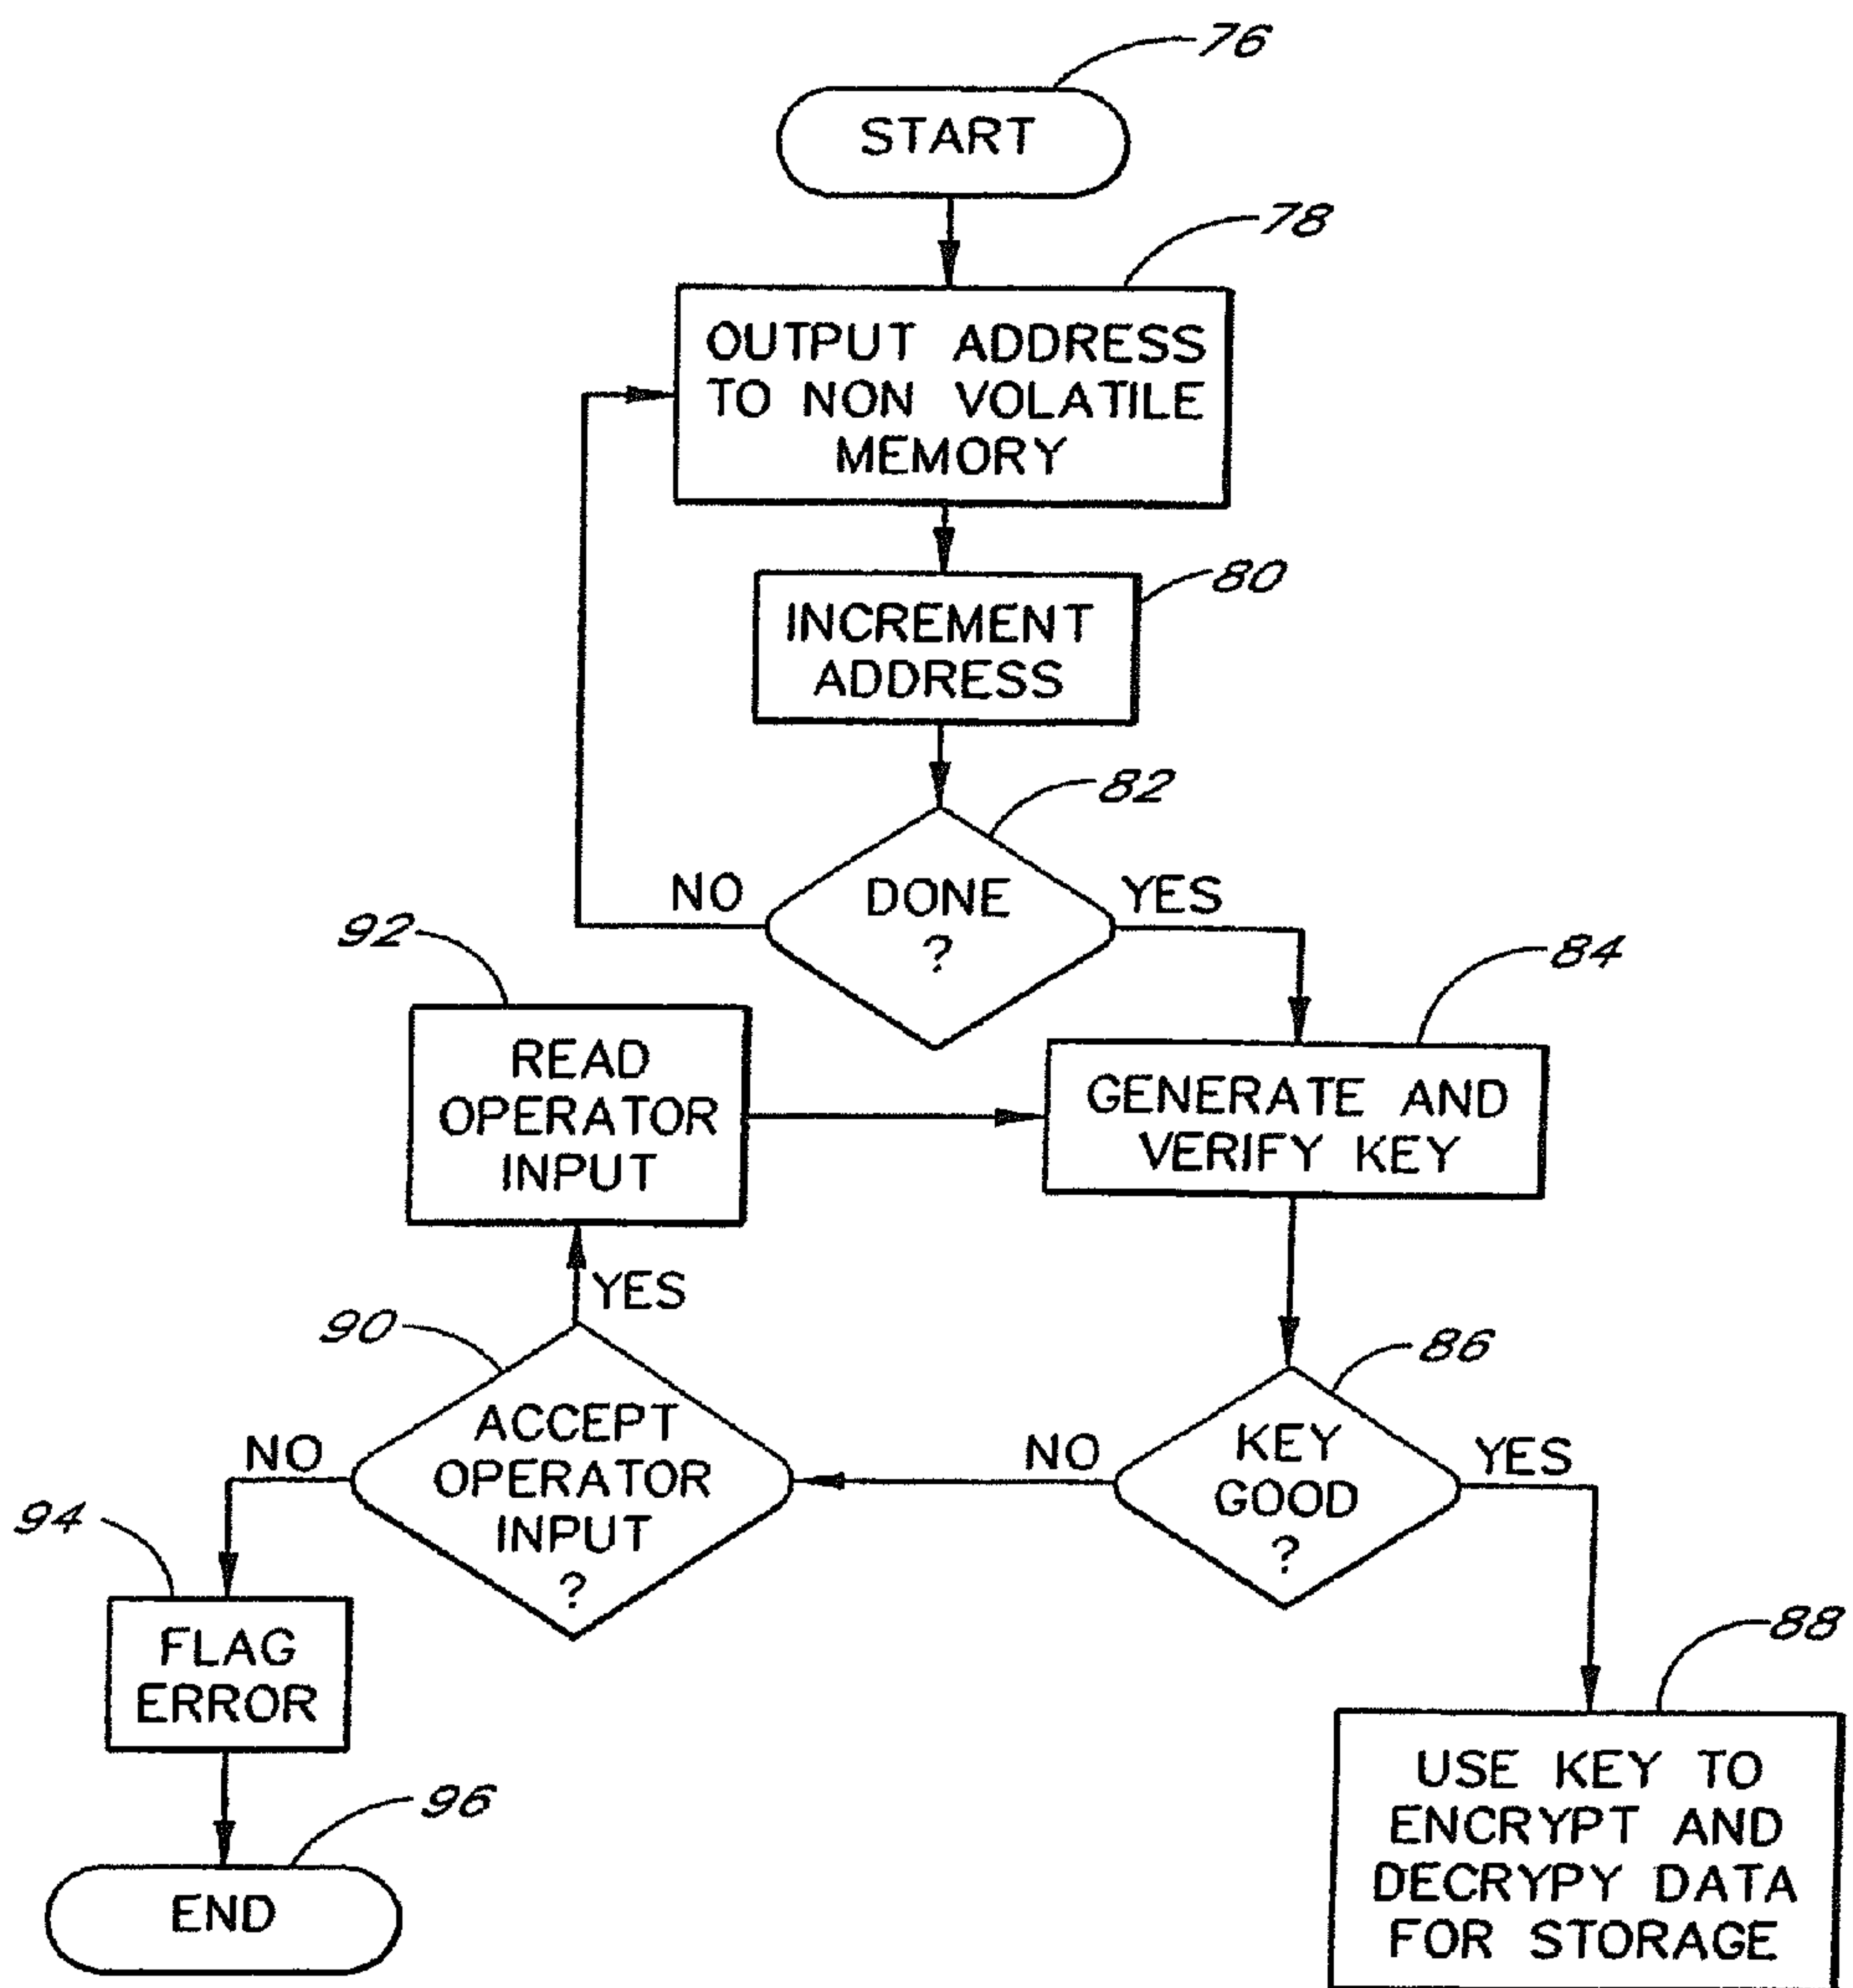 76
START
78
OUTPUT ADDRESS
TO NON VOLATILE
MEMORY
80
INCREMENT
ADDRESS
82
DONE
?
NO
YES
92
READ
OPERATOR
INPUT
84
GENERATE AND
VERIFY KEY
YES
90
ACCEPT
OPERATOR
INPUT
?
NO
86
KEY
GOOD
?
NO
YES
94
FLAG
ERROR
88
USE KEY TO
ENCRYPT AND
DECRYPY DATA
FOR STORAGE
96
END